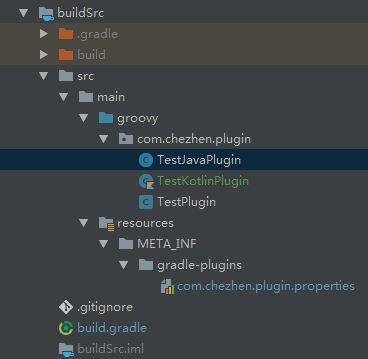 buildSrc
.gradle
build
src
main
groovy
com.chezhen.plugin
TestJavaPlugin
TestKotlinPlugin
TestPlugin
resources
META_INF
gradle-plugins
com.chezhen.plugin.properties
.gitignore
build.gradle
buildSrc.iml